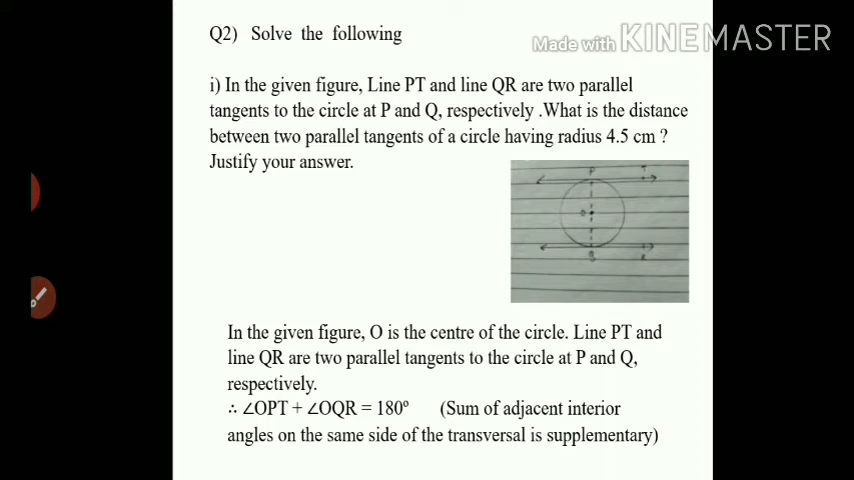 Q2) Solve the following
Made with KINEMASTER
i) In the given figure, Line PT and line QR are two parallel
tangents to the circle at P and Q, respectively .What is the distance
between two parallel tangents of a circle having radius 4.5 cm ?
Justify your answer.
P T
O
Q R
In the given figure, O is the centre of the circle. Line PT and
line QR are two parallel tangents to the circle at P and Q,
respectively.
∴ ∠OPT + ∠OQR = 180º (Sum of adjacent interior
angles on the same side of the transversal is supplementary)